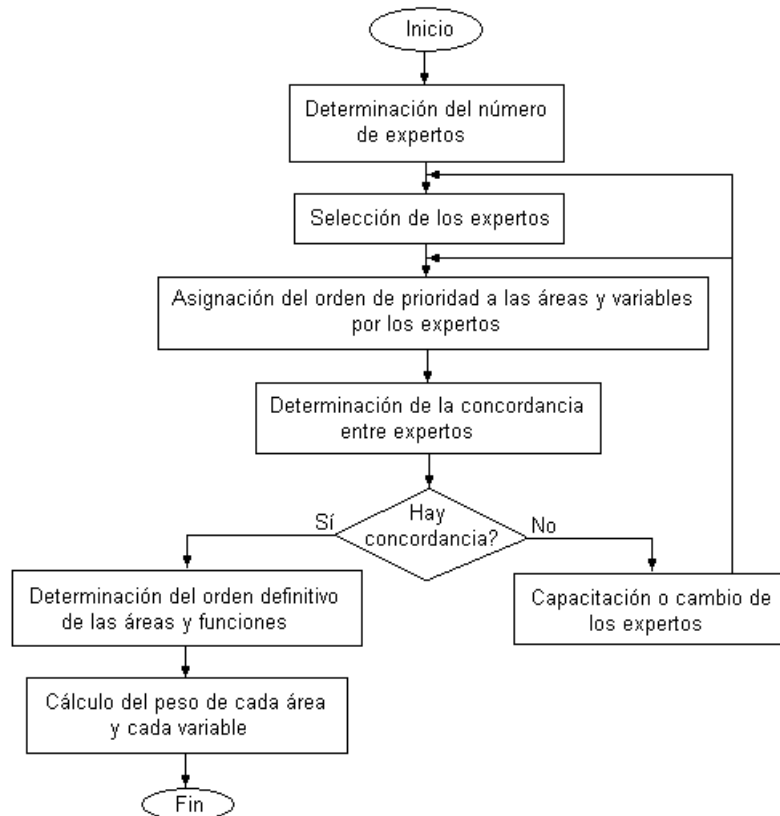 Inicio
Determinación del número
de expertos
Selección de los expertos
Asignación del orden de prioridad a las áreas y variables
por los expertos
Determinación de la concordancia
entre expertos
Hay
concordancia?
Sí
No
Determinación del orden definitivo
de las áreas y funciones
Capacitación o cambio de
los expertos
Cálculo del peso de cada área
y cada variable
Fin